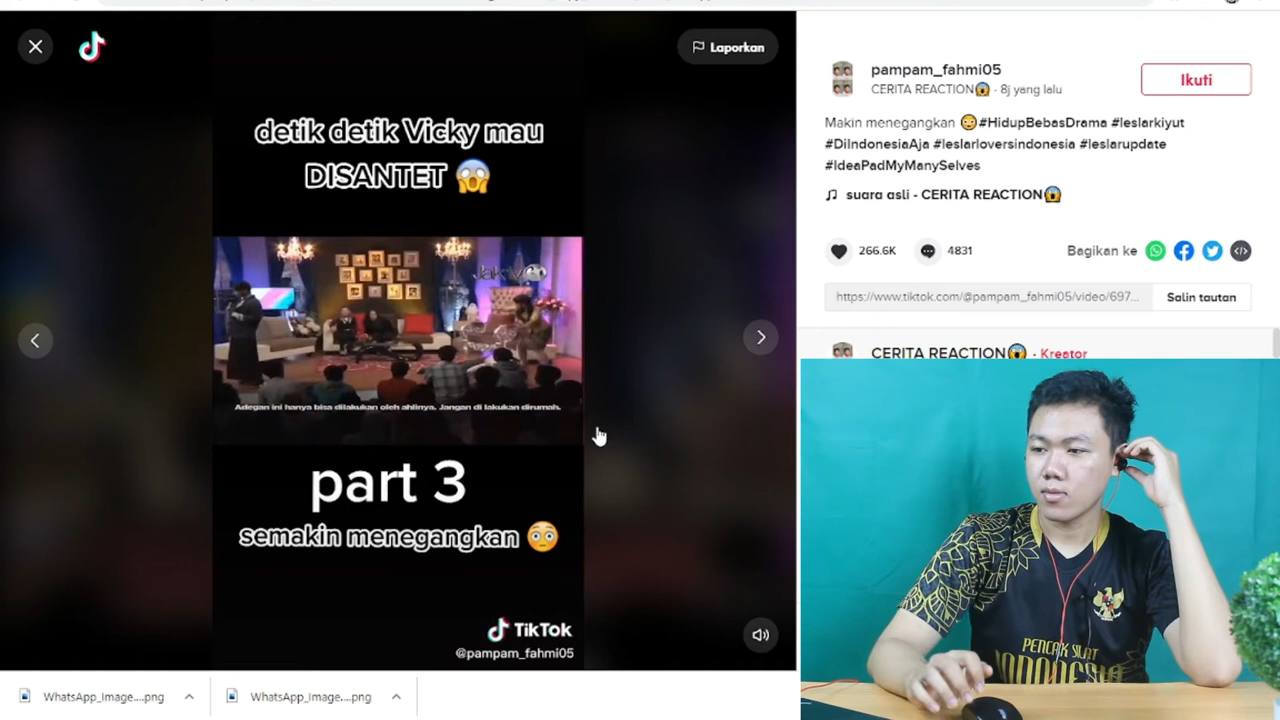 Laporkan
detik detik Vicky mau
DISANTET 😱
Adegan ini hanya bisa dilakukan oleh ahlinya. Jangan di lakukan dirumah.
part 3
semakin menegangkan 😳
TikTok
@pampam_fahmi05
pampam_fahmi05
CERITA REACTION😱 · 8j yang lalu
Ikuti
Makin menegangkan 😳#HidupBebasDrama #leslarkiyut
#DiIndonesiaAja #leslarloversindonesia #leslarupdate
#IdeaPadMyManySelves
♫ suara asli - CERITA REACTION😱
266.6K 4831 Bagikan ke
https://www.tiktok.com/@pampam_fahmi05/video/697... Salin tautan
CERITA REACTION😱 · Kreator
PENCAK SILAT
INDONESIA
WhatsApp_Image....png
WhatsApp_Image....png